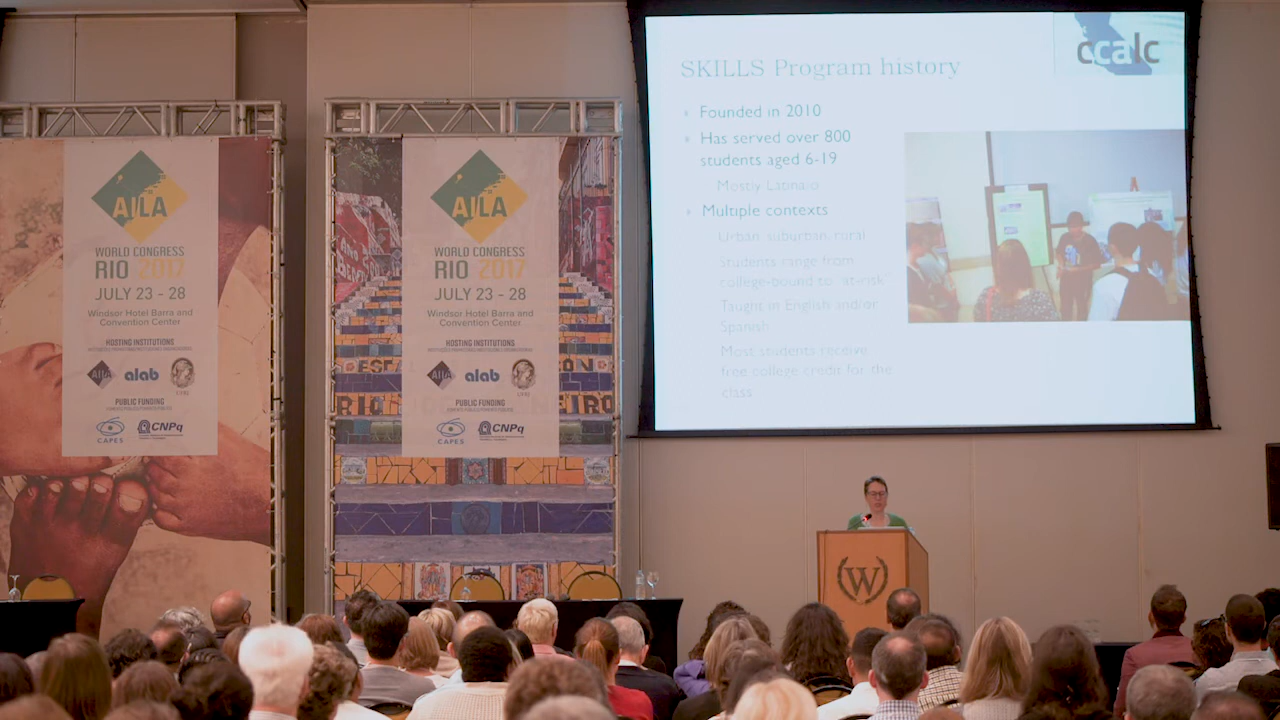 AILA
WORLD CONGRESS
RIO 2017
JULY 23 - 28
Windsor Hotel Barra and
Convention Center
HOSTING INSTITUTIONS
AILA
alab
PUBLIC FUNDING
CAPES
CNPq
AILA
WORLD CONGRESS
RIO 2017
JULY 23 - 28
Windsor Hotel Barra and
Convention Center
HOSTING INSTITUTIONS
AILA
alab
PUBLIC FUNDING
CAPES
CNPq
ccalc
SKILLS Program history
Founded in 2010
Has served over 800
students aged 6-19
Mostly Latina/o
Multiple contexts
Urban, suburban, rural
Students range from
college-bound to "at-risk"
Taught in English and/or
Spanish
Most students receive
free college credit for the
class
W